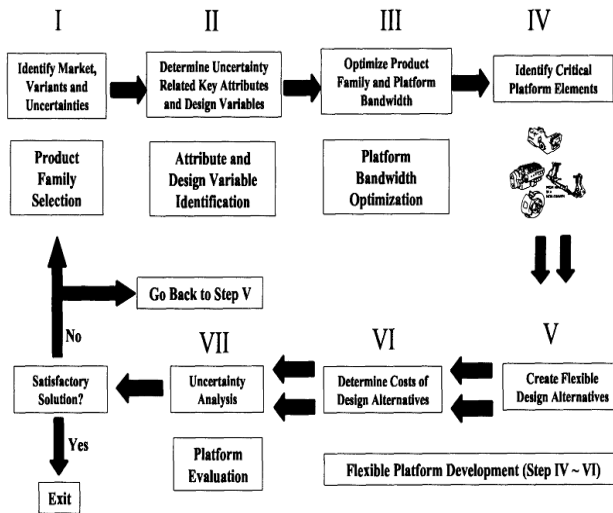 I
II
III
IV
Identify Market,
Variants and
Uncertainties
Determine Uncertainty
Related Key Attributes
and Design Variables
Optimize Product
Family and Platform
Bandwidth
Identify Critical
Platform Elements
Product
Family
Selection
Attribute and
Design Variable
Identification
Platform
Bandwidth
Optimization
Go Back to Step V
No
VII
VI
V
Satisfactory
Solution?
Uncertainty
Analysis
Determine Costs of
Design Alternatives
Create Flexible
Design Alternatives
Yes
Platform
Evaluation
Flexible Platform Development (Step IV ~ VI)
Exit